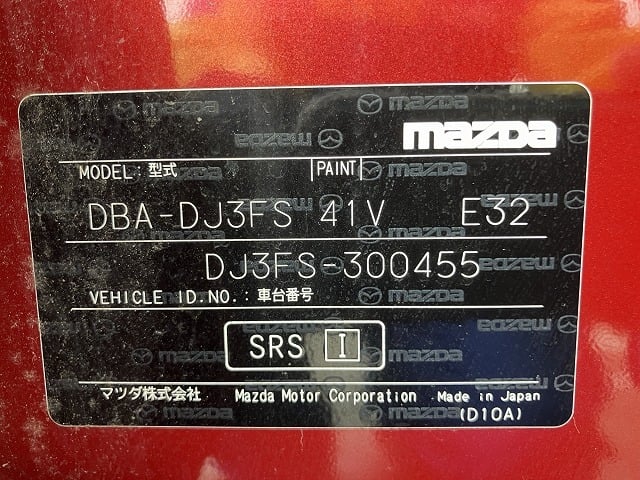 mazda
MODEL:型式 PAINT
DBA-DJ3FS 41V E32
DJ3FS-300455
VEHICLE ID.NO.:車台番号
SRS I
マツダ株式会社 Mazda Motor Corporation Made in Japan
(D10A)